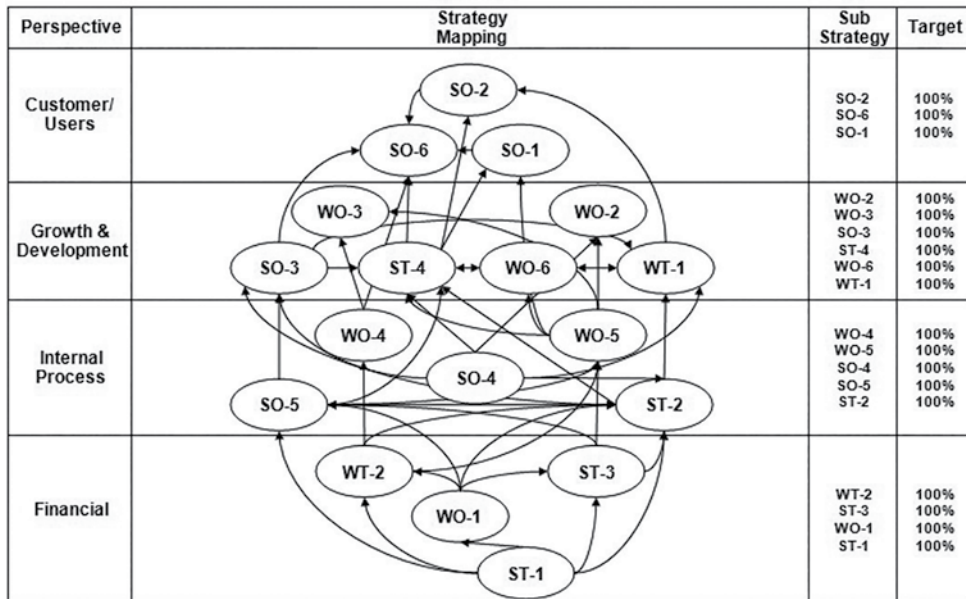 Perspective
Strategy
Mapping
Sub
Strategy
Target
Customer/
Users
SO-2
SO-6
SO-1
SO-2
SO-6
SO-1
100%
100%
100%
Growth &
Development
WO-3
WO-2
SO-3
ST-4
WO-6
WT-1
WO-2
WO-3
SO-3
ST-4
WO-6
WT-1
100%
100%
100%
100%
100%
100%
Internal
Process
WO-4
WO-5
SO-4
SO-5
ST-2
WO-4
WO-5
SO-4
SO-5
ST-2
100%
100%
100%
100%
100%
Financial
WT-2
ST-3
WO-1
ST-1
WT-2
ST-3
WO-1
ST-1
100%
100%
100%
100%